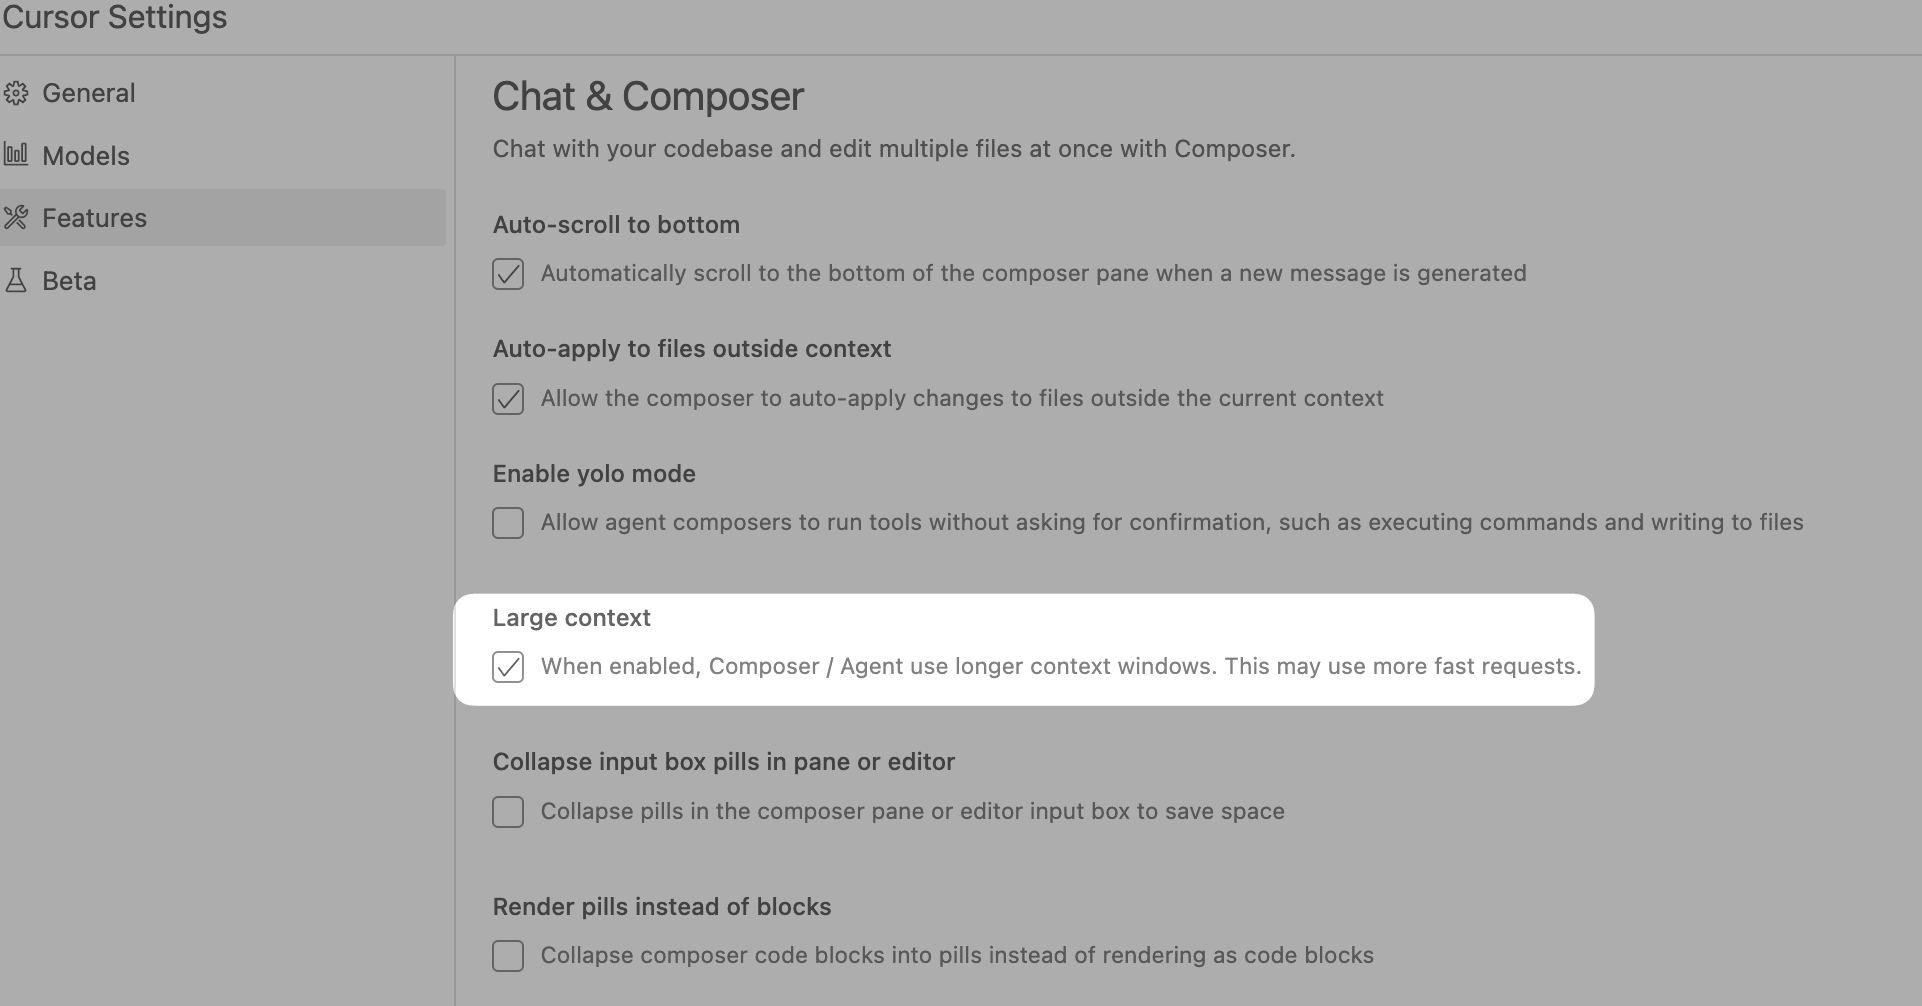 Cursor Settings
General
Models
Features
Beta
Chat & Composer
Chat with your codebase and edit multiple files at once with Composer.
Auto-scroll to bottom
Automatically scroll to the bottom of the composer pane when a new message is generated
Auto-apply to files outside context
Allow the composer to auto-apply changes to files outside the current context
Enable yolo mode
Allow agent composers to run tools without asking for confirmation, such as executing commands and writing to files
Large context
When enabled, Composer / Agent use longer context windows. This may use more fast requests.
Collapse input box pills in pane or editor
Collapse pills in the composer pane or editor input box to save space
Render pills instead of blocks
Collapse composer code blocks into pills instead of rendering as code blocks